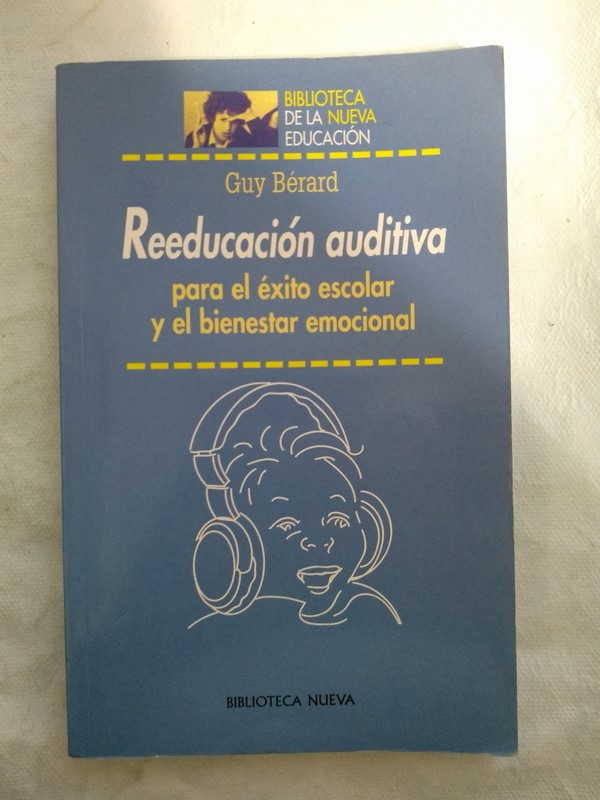 BIBLIOTECA
DE LA NUEVA
EDUCACIÓN
Guy Bérard
Reeducación auditiva
para el éxito escolar
y el bienestar emocional
BIBLIOTECA NUEVA